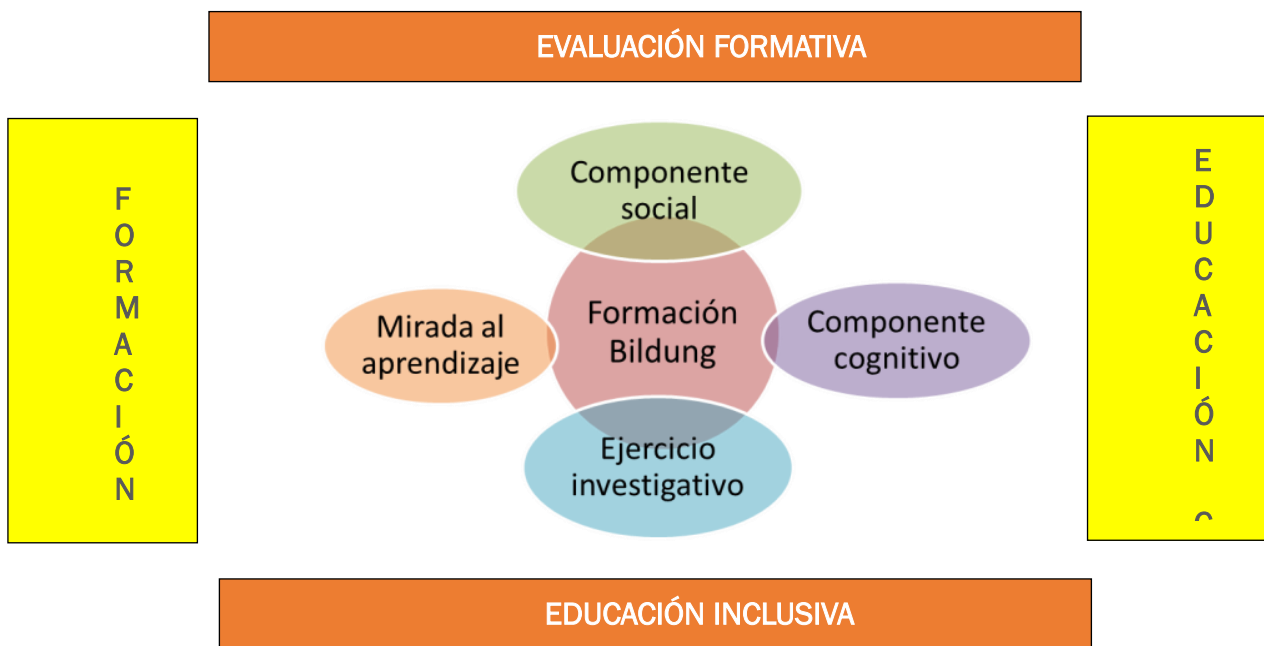 EVALUACIÓN FORMATIVA
FORMACIÓN
Componente
social
Mirada al
aprendizaje
Formación
Bildung
Componente
cognitivo
Ejercicio
investigativo
EDUCACIÓN
EDUCACIÓN INCLUSIVA